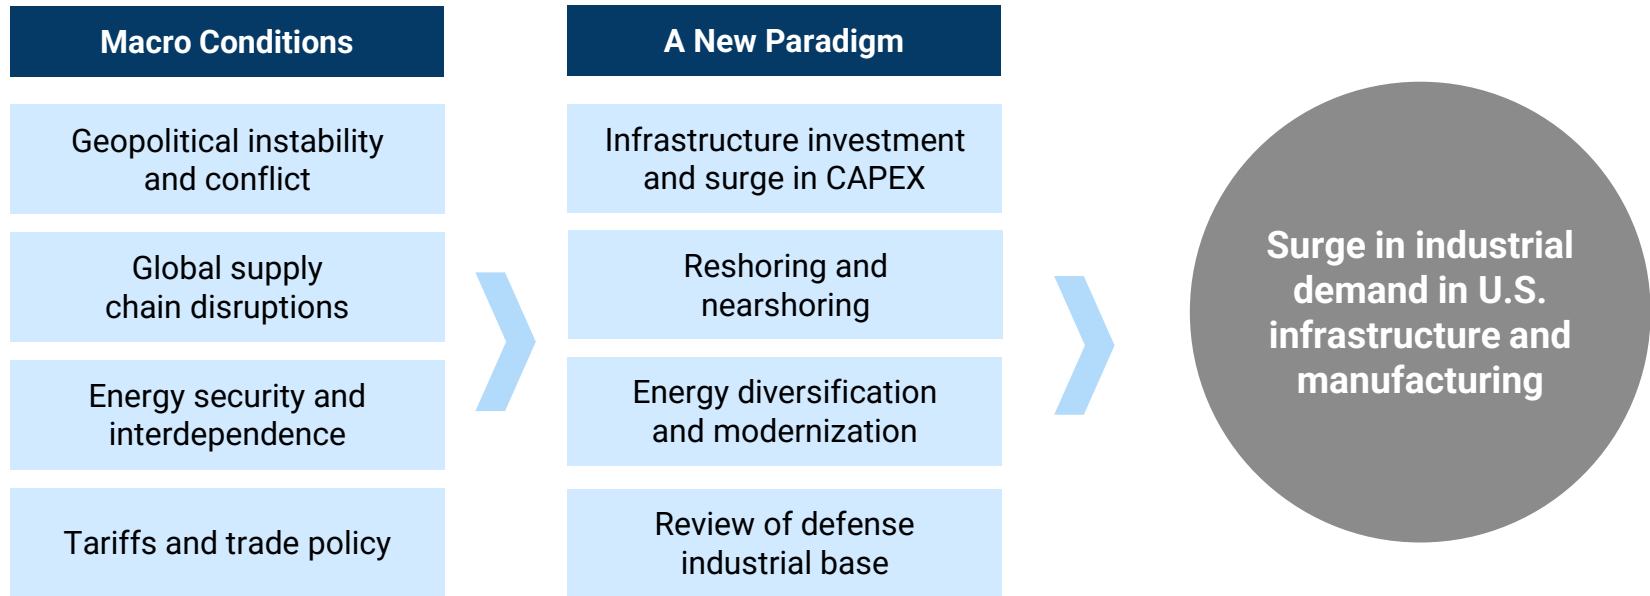 Macro Conditions
Geopolitical instability
and conflict
Global supply
chain disruptions
Energy security and
interdependence
Tariffs and trade policy
A New Paradigm
Infrastructure investment
and surge in CAPEX
Reshoring and
nearshoring
Energy diversification
and modernization
Review of defense
industrial base
Surge in industrial
demand in U.S.
infrastructure and
manufacturing